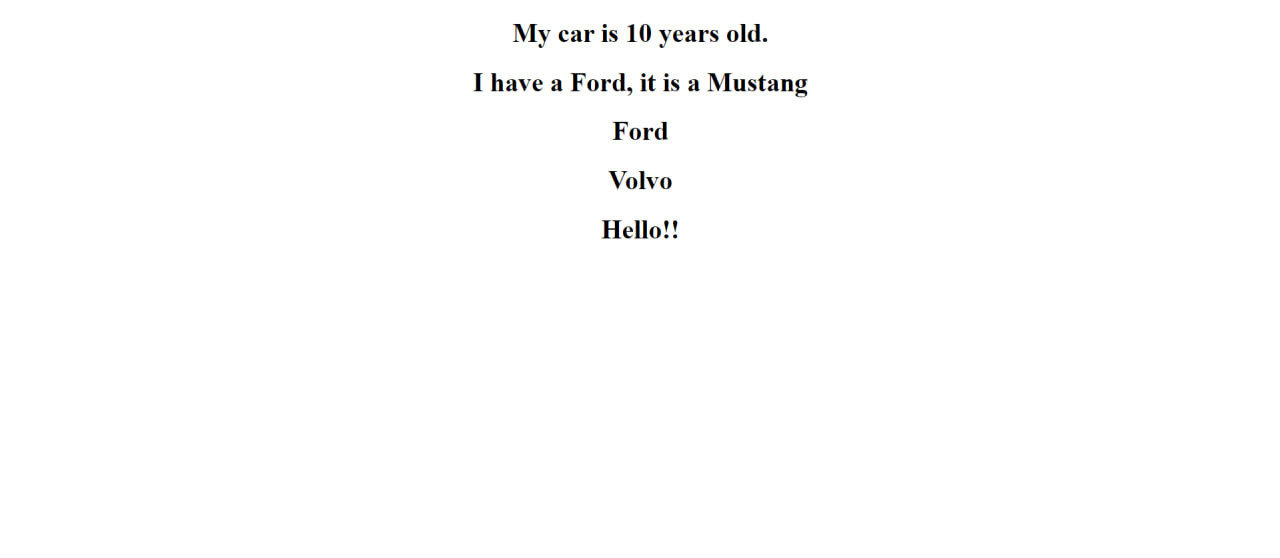 My car is 10 years old.
I have a Ford, it is a Mustang
Ford
Volvo
Hello!!